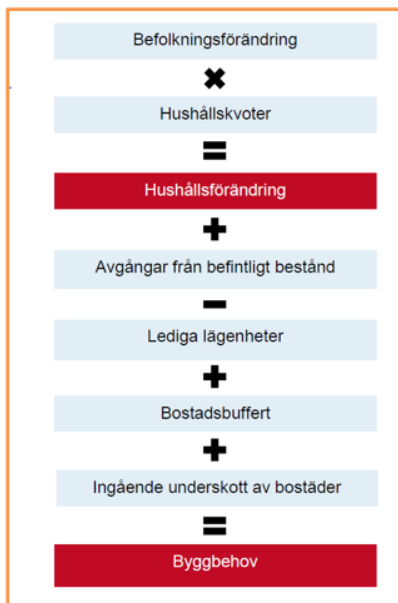 Befolkningsförändring
×
Hushållskvoter
=
Hushållsförändring
+
Avgångar från befintligt bestånd
−
Lediga lägenheter
+
Bostadsbuffert
+
Ingående underskott av bostäder
=
Byggbehov